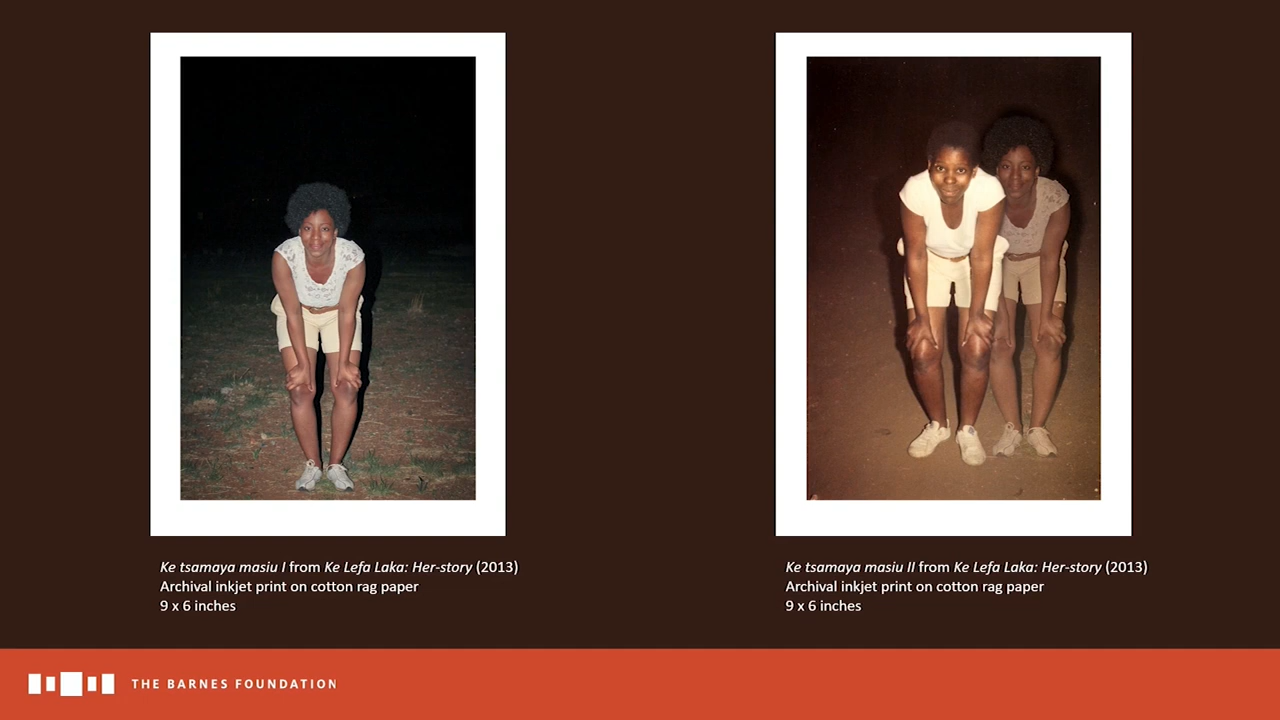 Ke tsamaya masiu I from Ke Lefa Laka: Her-story (2013)
Archival inkjet print on cotton rag paper
9 x 6 inches
Ke tsamaya masiu II from Ke Lefa Laka: Her-story (2013)
Archival inkjet print on cotton rag paper
9 x 6 inches
THE BARNES FOUNDATION